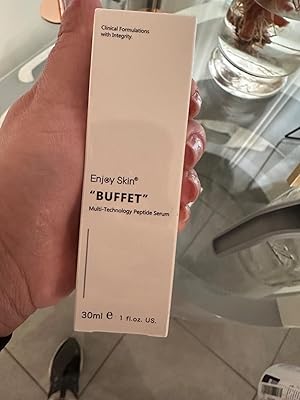 Clinical Formulations
with Integrity.
Enjoy Skin®
"BUFFET"
Multi-Technology Peptide Serum
30ml ℮ 1 fl.oz. US.